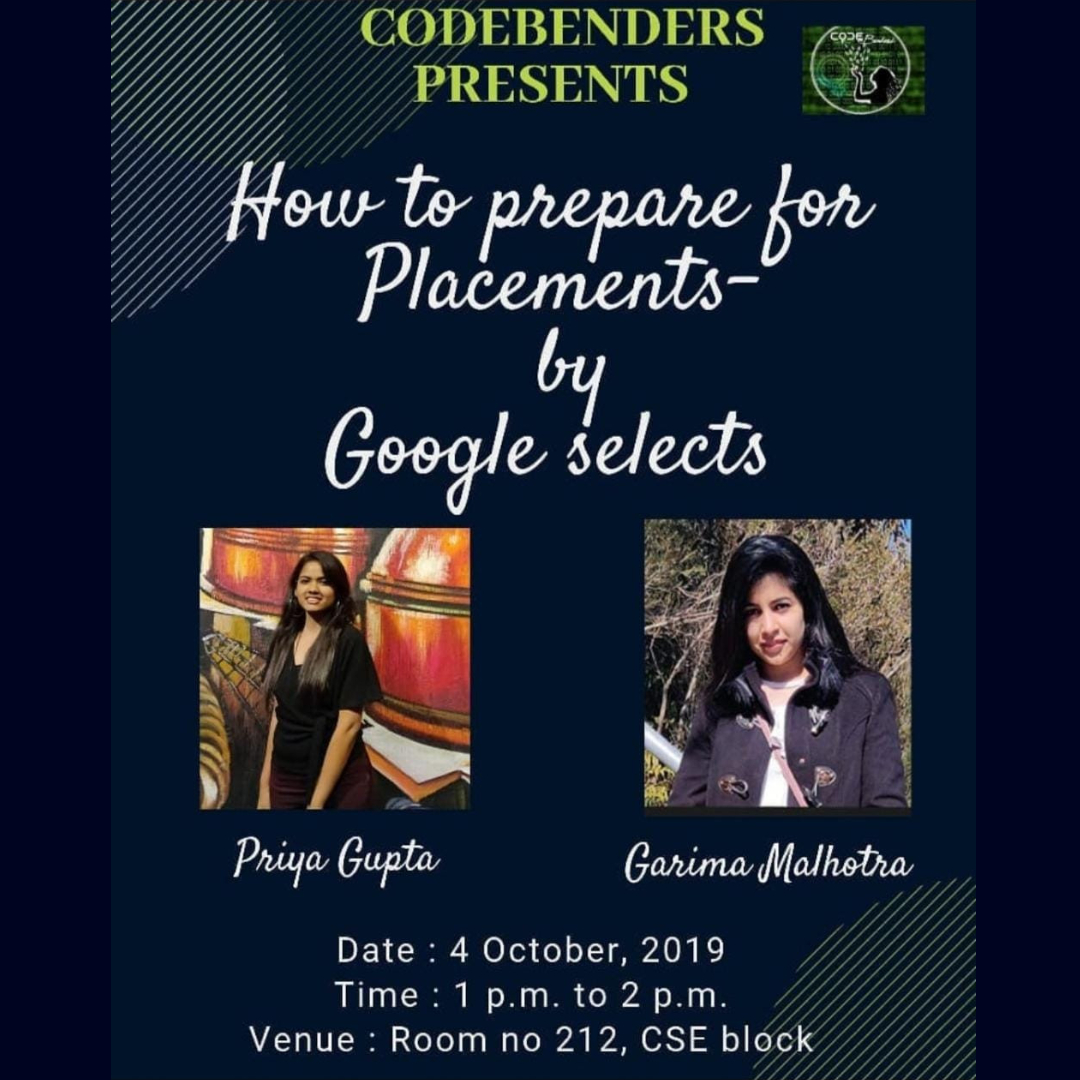 CODEBENDERS
PRESENTS
CODE
How to prepare for
Placements-
by
Google selects
Priya Gupta
Garima Malhotra
Date : 4 October, 2019
Time : 1 p.m. to 2 p.m.
Venue : Room no 212, CSE block